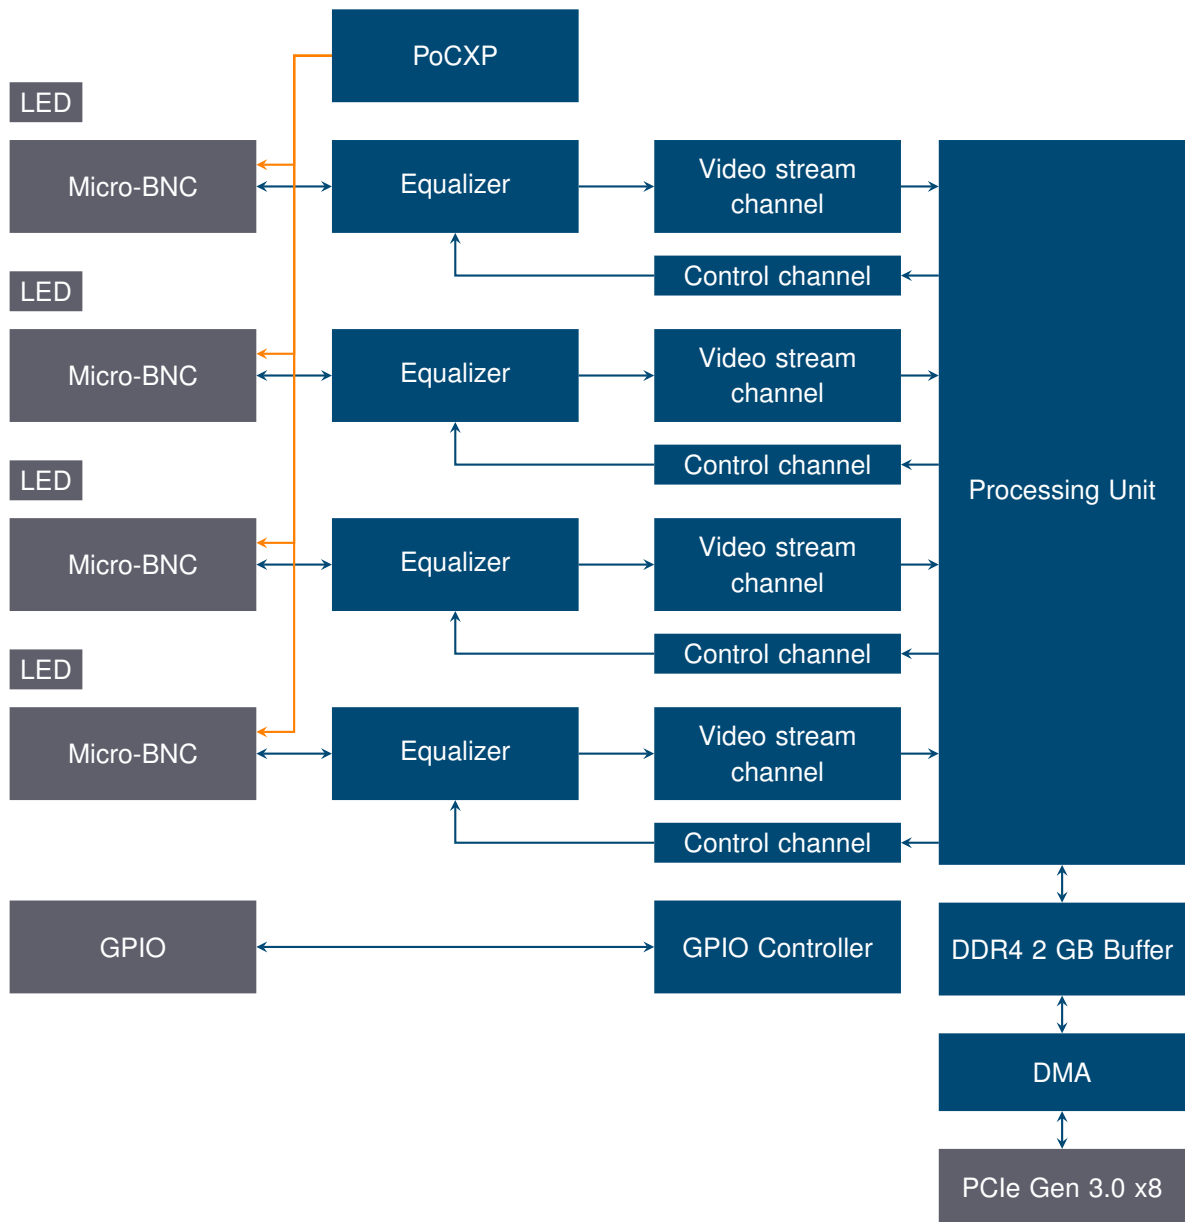 PoCXP
LED
Micro-BNC
Equalizer
Video stream
channel
Control channel
LED
Micro-BNC
Equalizer
Video stream
channel
Control channel
Processing Unit
LED
Micro-BNC
Equalizer
Video stream
channel
Control channel
LED
Micro-BNC
Equalizer
Video stream
channel
Control channel
GPIO
GPIO Controller
DDR4 2 GB Buffer
DMA
PCIe Gen 3.0 x8